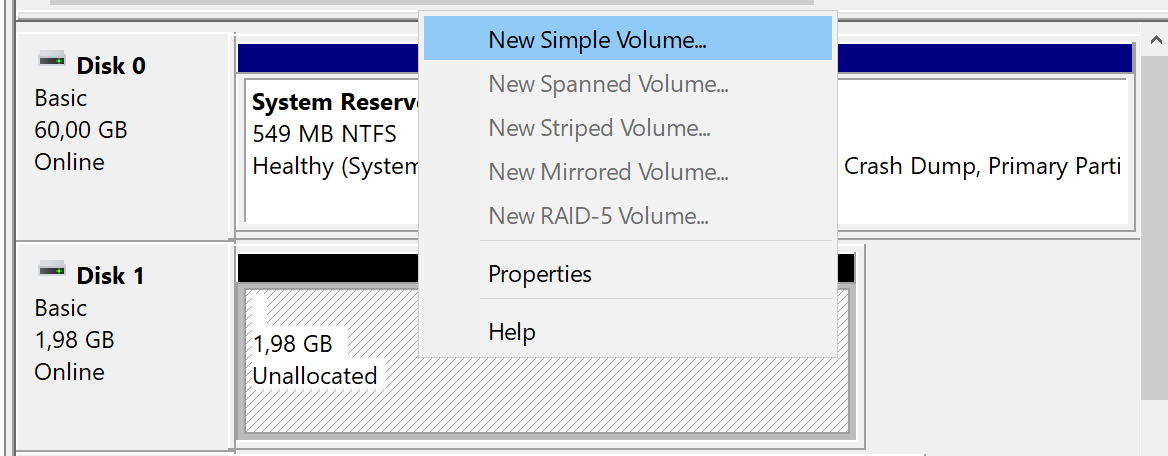 New Simple Volume...
New Spanned Volume...
New Striped Volume...
New Mirrored Volume...
New RAID-5 Volume...
Properties
Help
Disk 0
Basic
60,00 GB
Online
System Reserv
549 MB NTFS
Healthy (System
Crash Dump, Primary Parti
Disk 1
Basic
1,98 GB
Online
1,98 GB
Unallocated